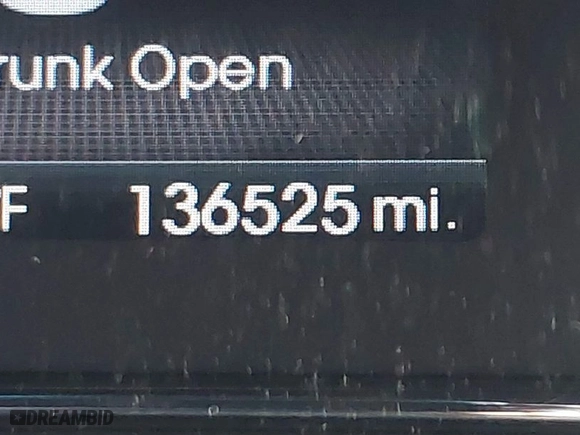 runk Open
°F 136525 mi.
DREAMBID